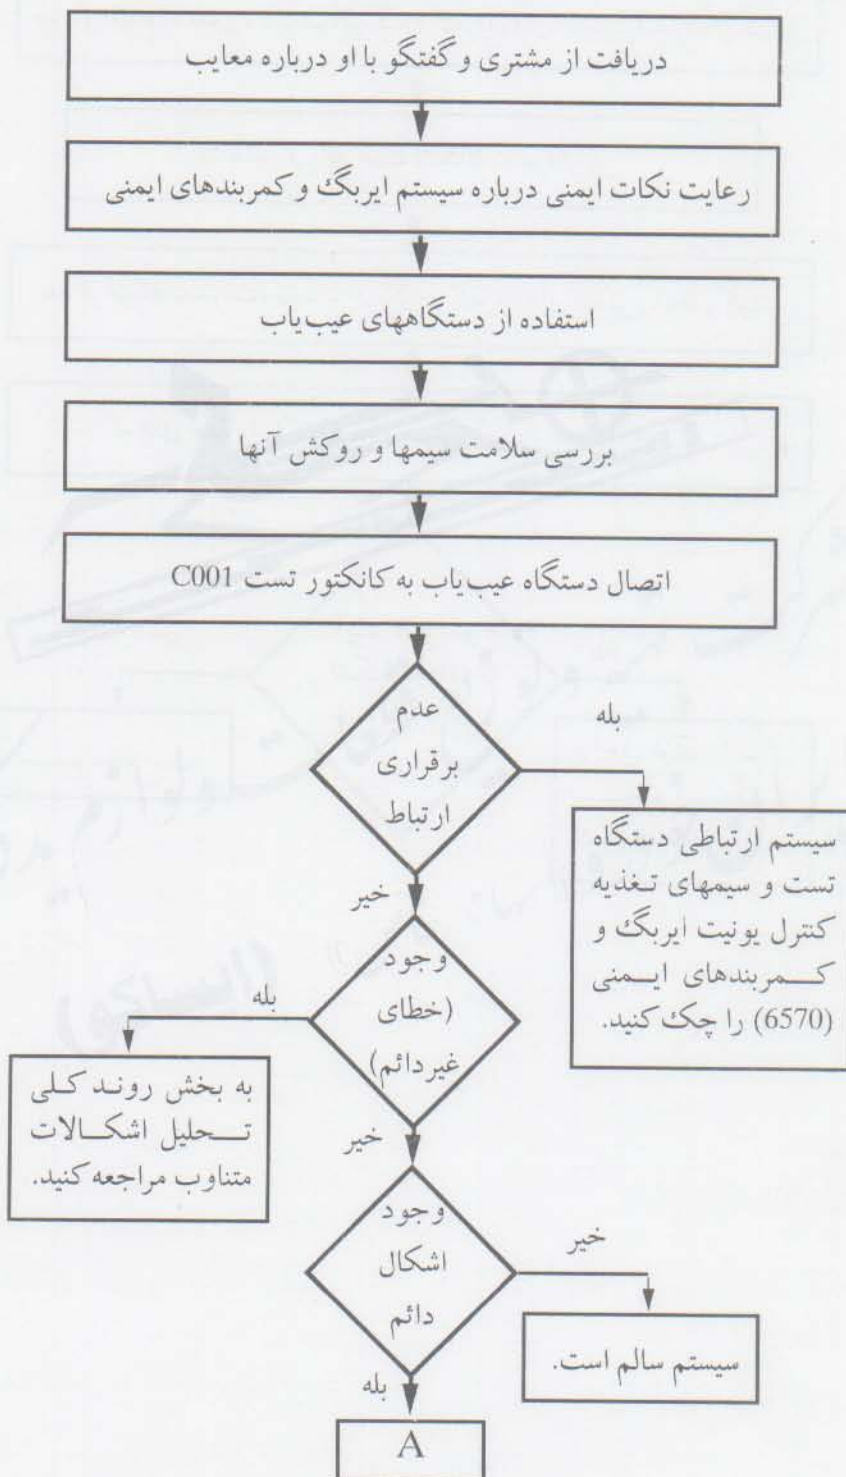 دریافت از مشتری و گفتگو با او درباره معایب
رعایت نکات ایمنی درباره سیستم ایربگ و کمربندهای ایمنی
استفاده از دستگاههای عیب‌یاب
بررسی سلامت سیمها و روکش آنها
اتصال دستگاه عیب‌یاب به کانکتور تست C001
عدم
برقراری
ارتباط
بله
سیستم ارتباطی دستگاه
تست و سیمهای تغذیه
کنترل یونیت ایربگ و
کمربندهای ایمنی
(6570) را چک کنید.
خیر
وجود
(خطای
غیردائم)
بله
به بخش روند کلی
تحلیل اشکالات
متناوب مراجعه کنید.
خیر
وجود
اشکال
دائم
خیر
سیستم سالم است.
بله
A
(ایساکو)